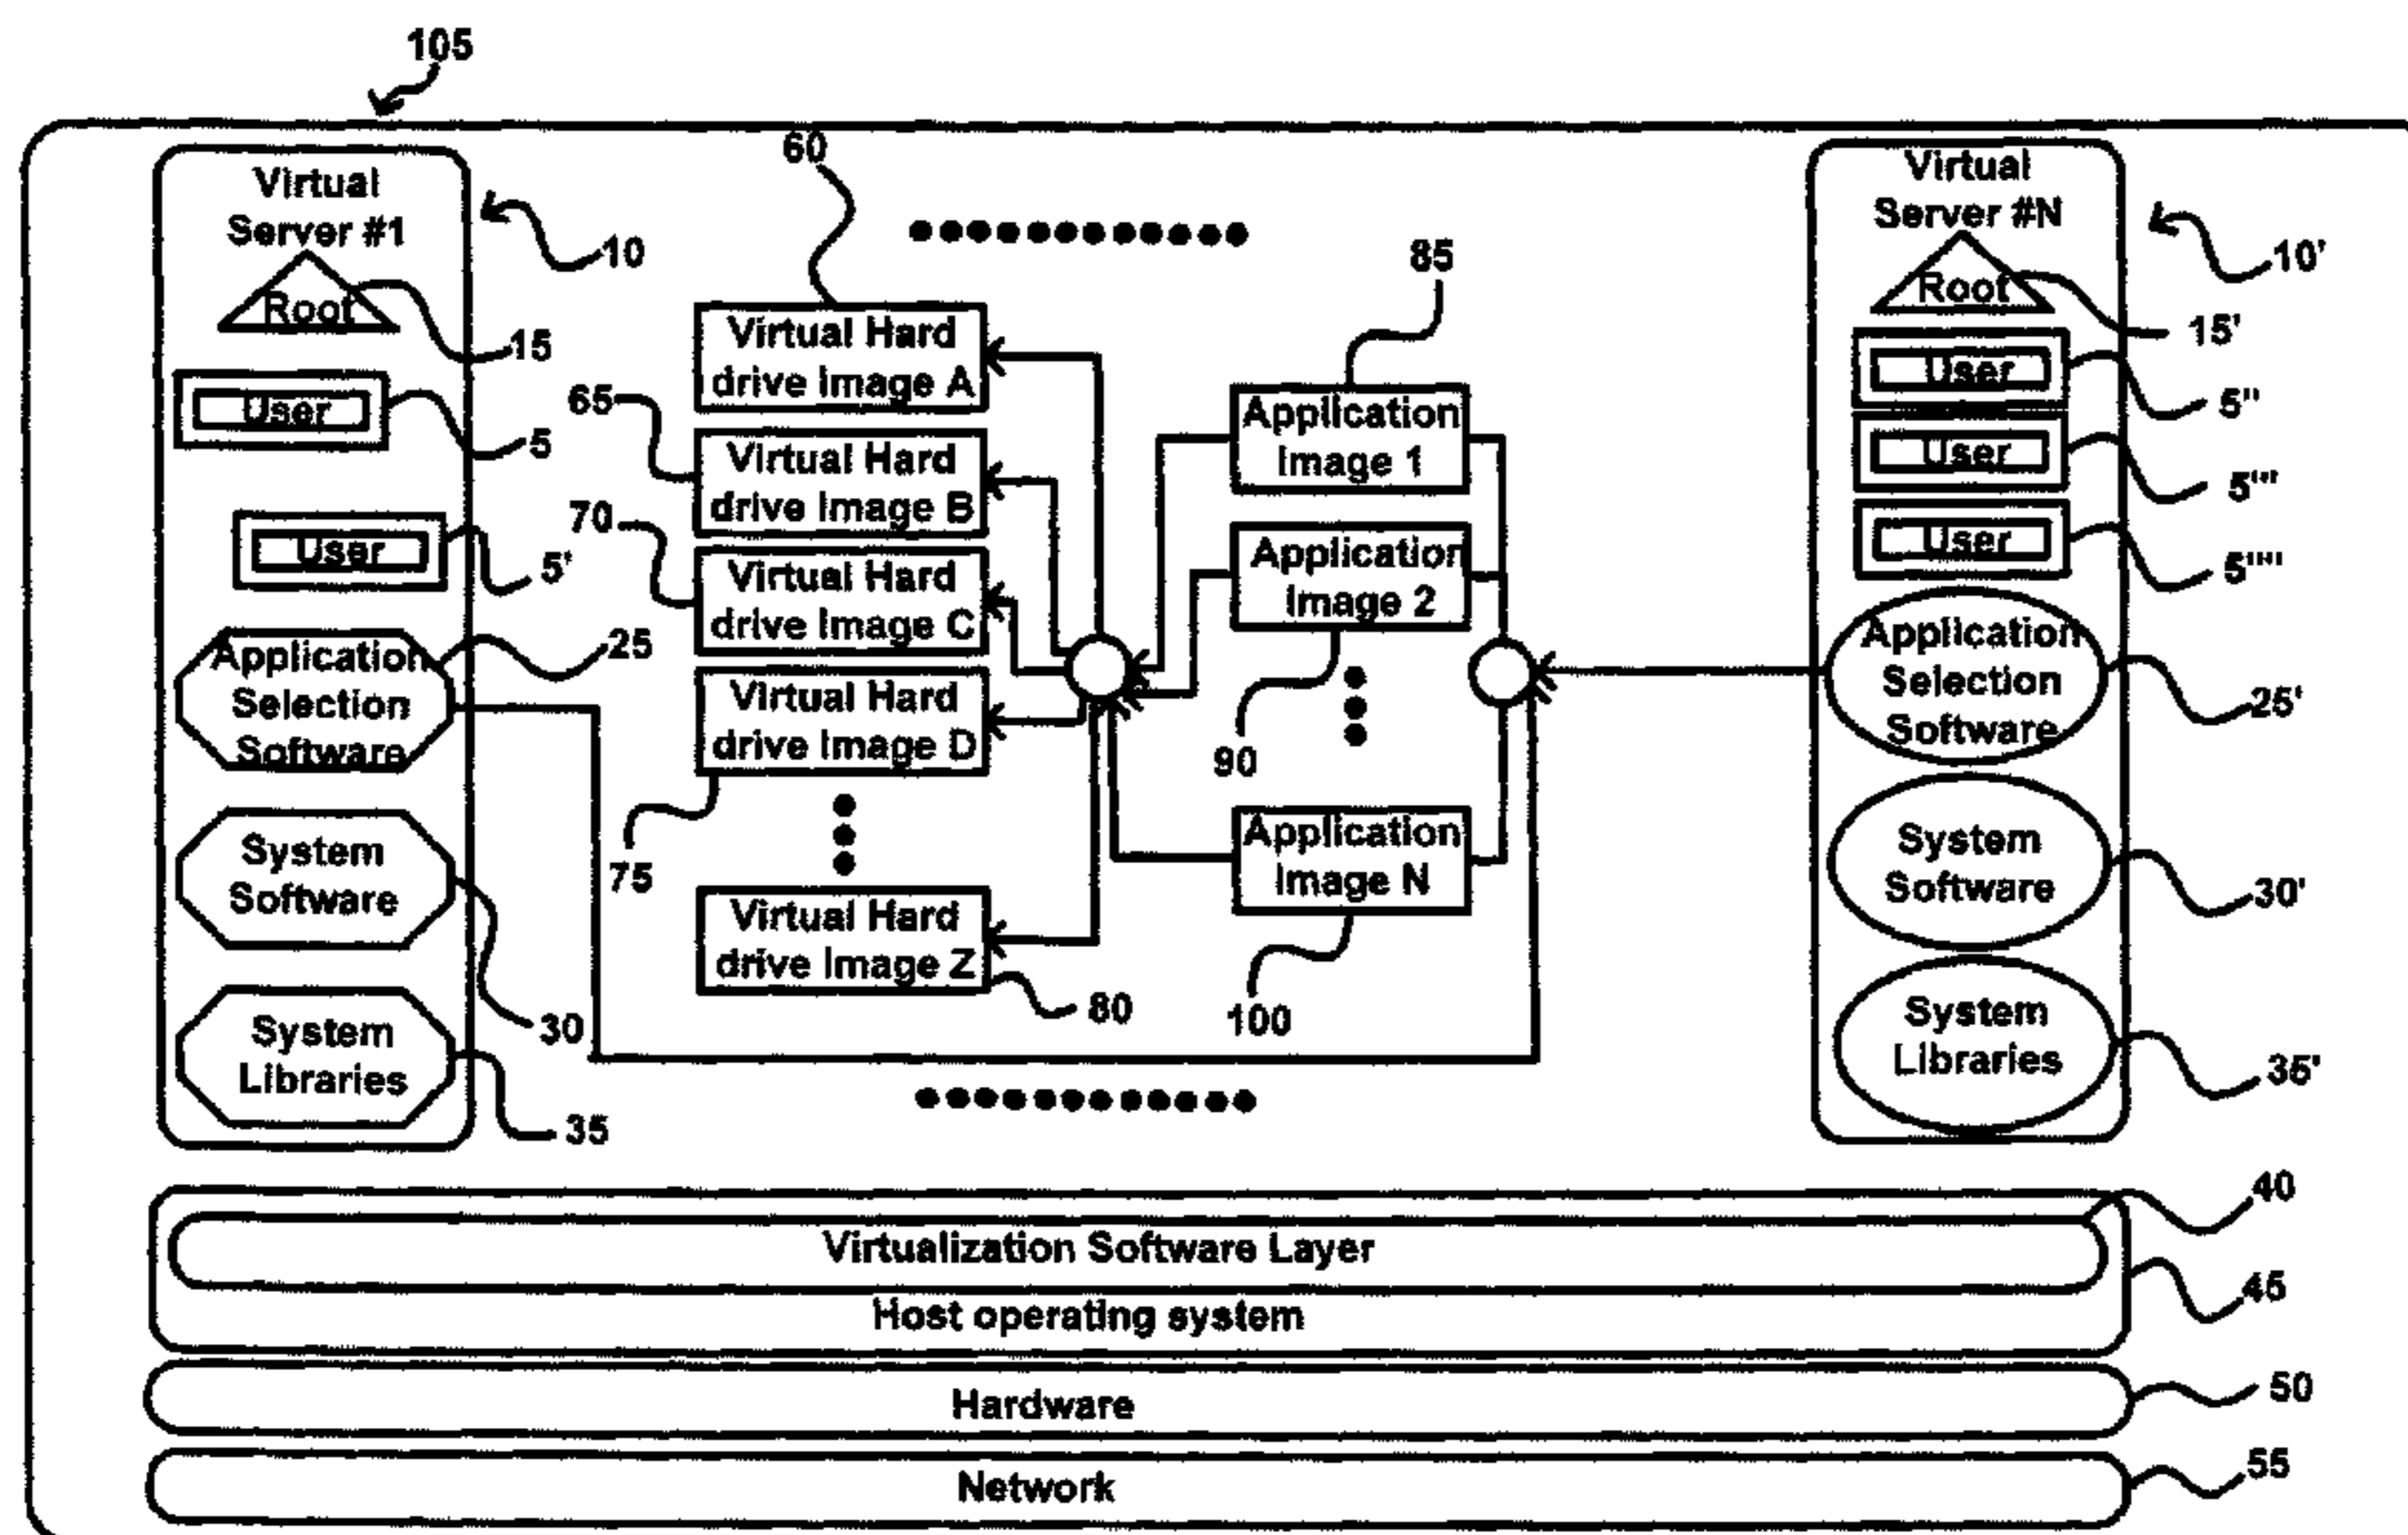 105
Virtual
Server #1
Root
10
15
User
5
User
5'
Application
Selection
Software
25
System
Software
30
System
Libraries
35
60
Virtual Hard
drive Image A
65
Virtual Hard
drive Image B
70
Virtual Hard
drive Image C
Virtual Hard
drive Image D
75
Virtual Hard
drive Image Z
80
85
Application
Image 1
Application
Image 2
90
Application
Image N
100
Virtual
Server #N
10'
Root
15'
User
5"
User
5"'
User
5""
Application
Selection
Software
25'
System
Software
30'
System
Libraries
35'
40
Virtualization Software Layer
Host operating system
45
Hardware
50
Network
55